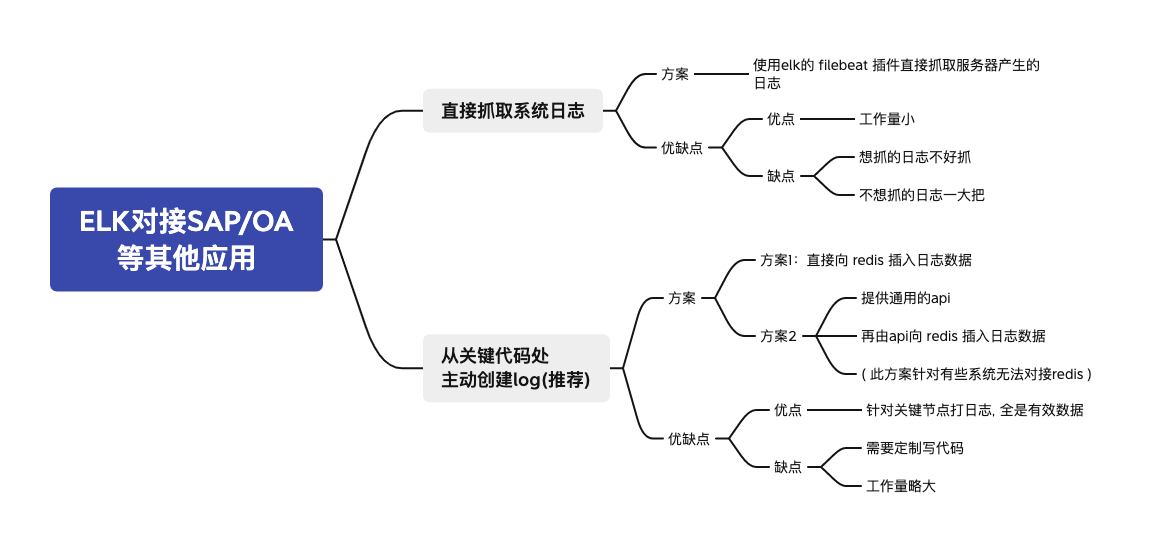 ELK对接SAP/OA
等其他应用
直接抓取系统日志
方案
使用elk的 filebeat 插件直接抓取服务器产生的
日志
优缺点
优点
工作量小
缺点
想抓的日志不好抓
不想抓的日志一大把
从关键代码处
主动创建log(推荐)
方案
方案1：直接向 redis 插入日志数据
方案2
提供通用的api
再由api向 redis 插入日志数据
( 此方案针对有些系统无法对接redis )
优缺点
优点
针对关键节点打日志, 全是有效数据
缺点
需要定制写代码
工作量略大